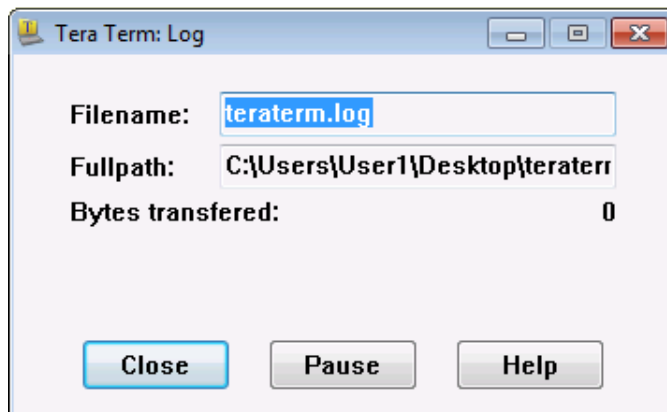 Tera Term: Log
Filename: teraterm.log
Fullpath: C:\Users\User1\Desktop\teraterr
Bytes transfered: 0
Close Pause Help